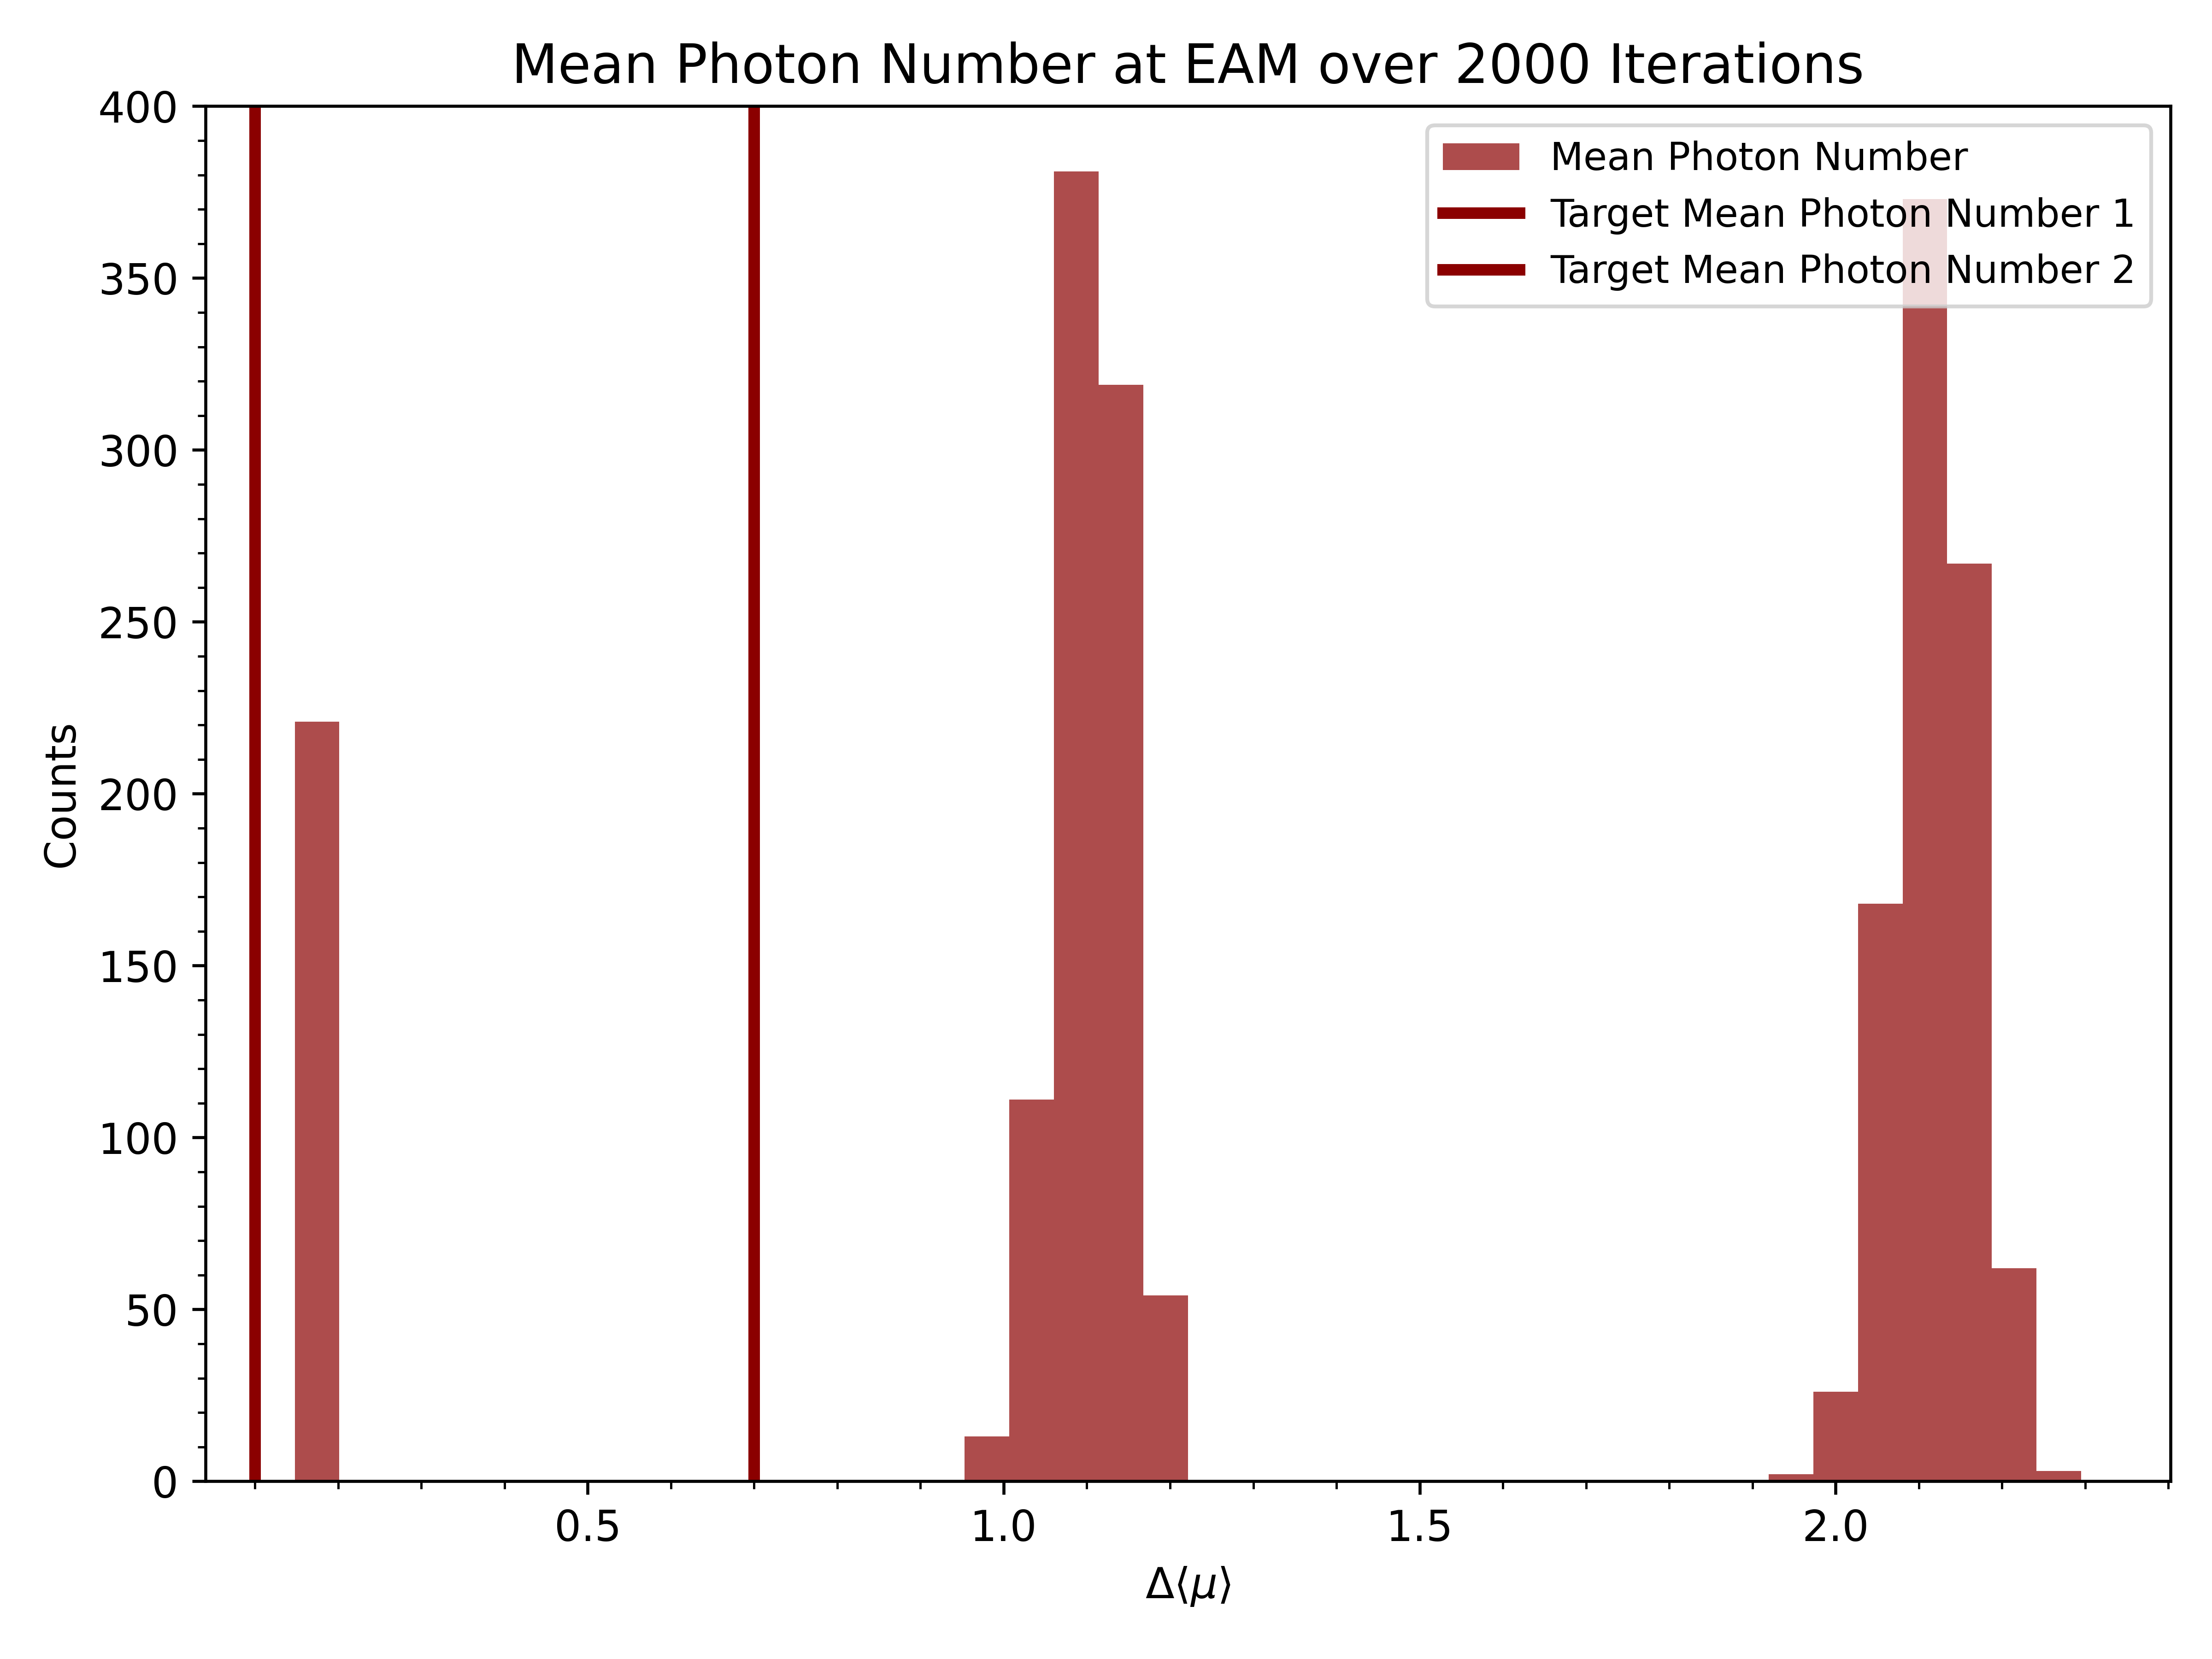 Mean Photon Number at EAM over 2000 Iterations
Mean Photon Number
Target Mean Photon Number 1
Target Mean Photon Number 2
400
350
300
250
200
150
100
50
0
Counts
0.5 1.0 1.5 2.0
Δ⟨μ⟩